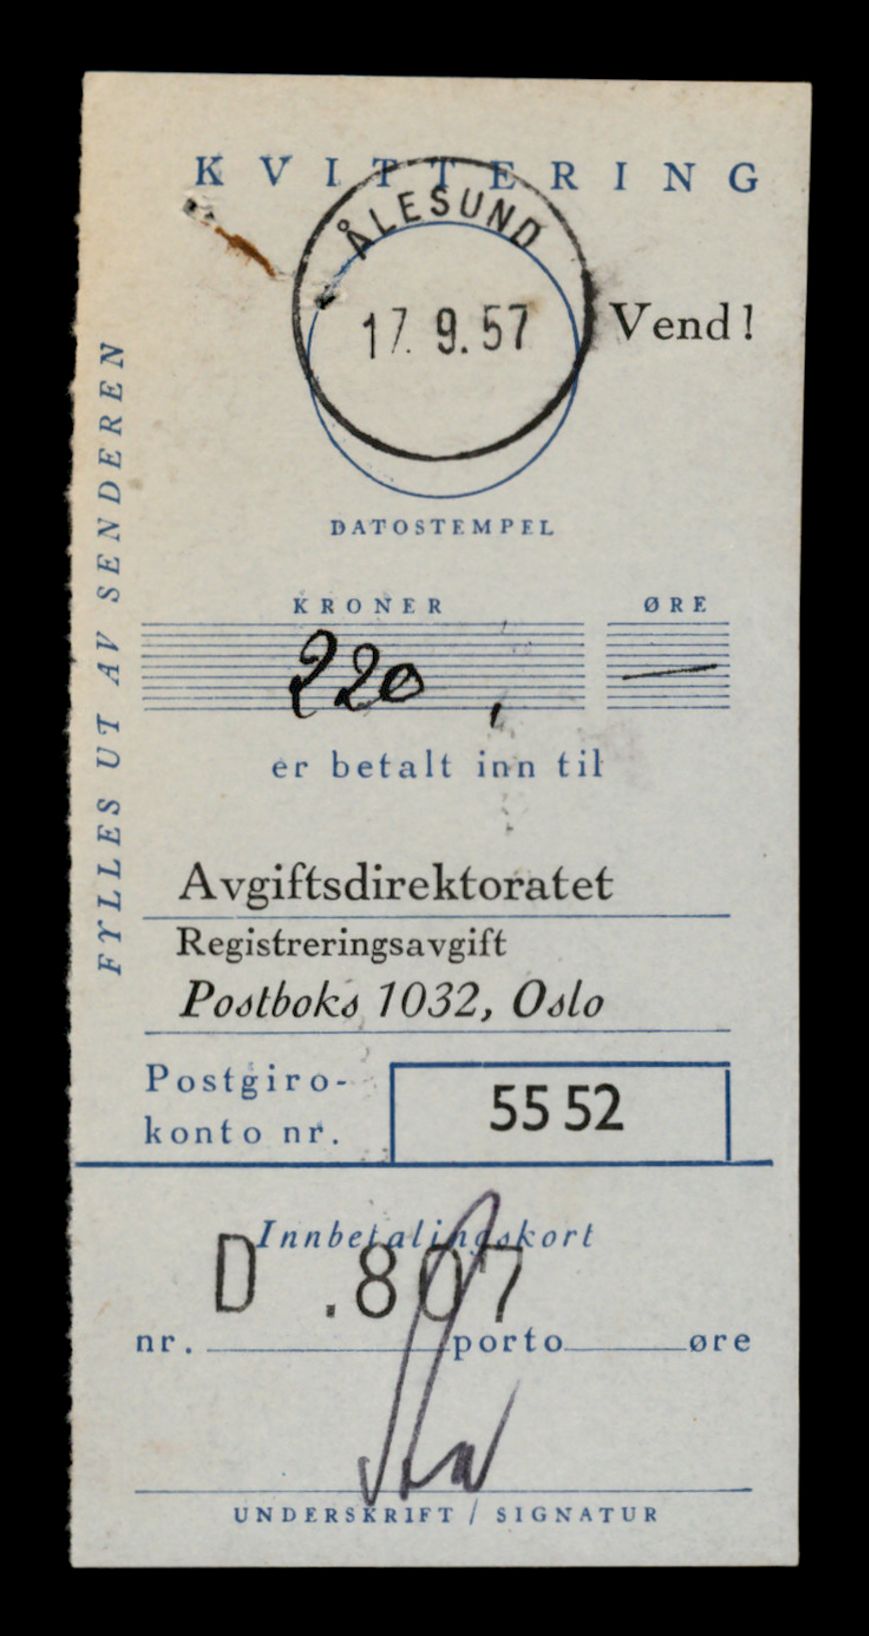 KVITTERING
ÅLESUND
17.9.57
Vend!
DATOSTEMPEL
FYLLES UT AV SENDEREN
KRONER ØRE
220, —
er betalt inn til
Avgiftsdirektoratet
Registreringsavgift
Postboks 1032, Oslo
Postgiro-
konto nr.
55 52
Innbetalingskort
D .807
nr. porto øre
UNDERSKRIFT / SIGNATUR